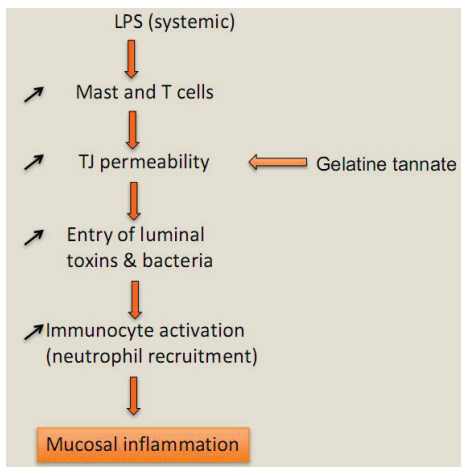 LPS (systemic)
Mast and T cells
TJ permeability
Gelatine tannate
Entry of luminal
toxins & bacteria
Immunocyte activation
(neutrophil recruitment)
Mucosal inflammation